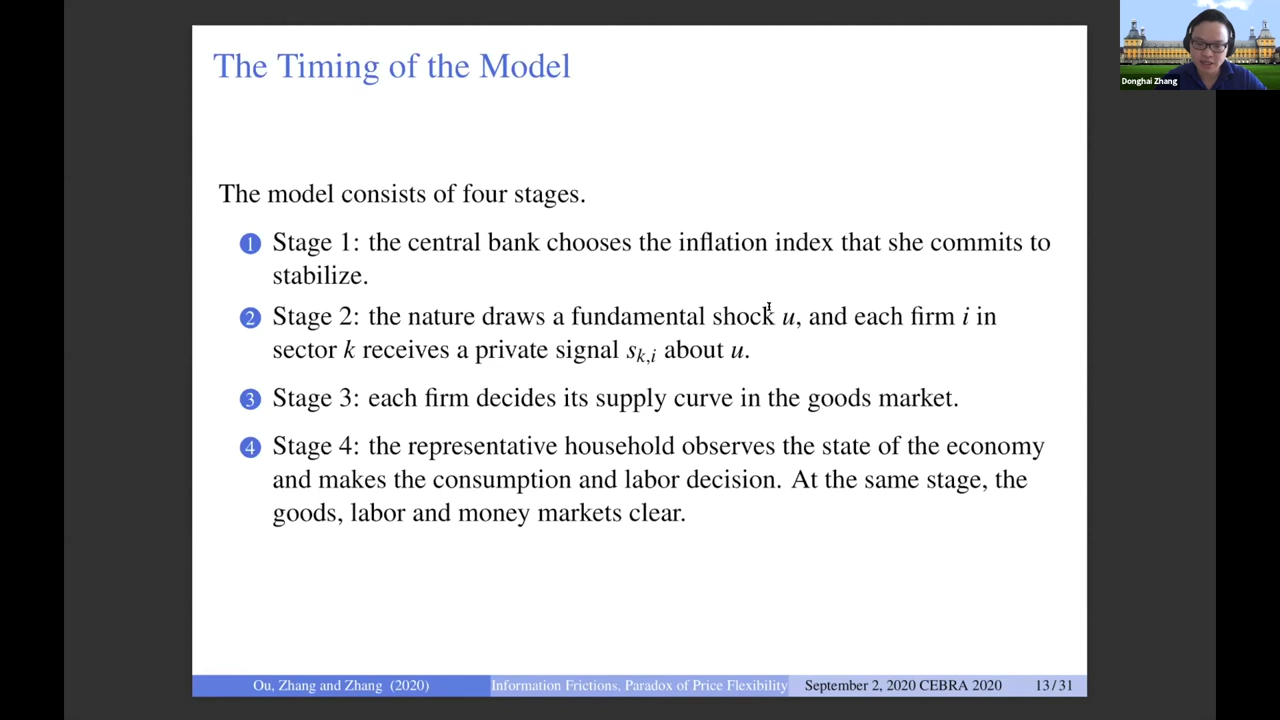 The Timing of the Model
Donghai Zhang
The model consists of four stages.
1 Stage 1: the central bank chooses the inflation index that she commits to
stabilize.
2 Stage 2: the nature draws a fundamental shock u, and each firm i in
sector k receives a private signal s_{k,i} about u.
3 Stage 3: each firm decides its supply curve in the goods market.
4 Stage 4: the representative household observes the state of the economy
and makes the consumption and labor decision. At the same stage, the
goods, labor and money markets clear.
Ou, Zhang and Zhang (2020) Information Frictions, Paradox of Price Flexibility September 2, 2020 CEBRA 2020 13/31